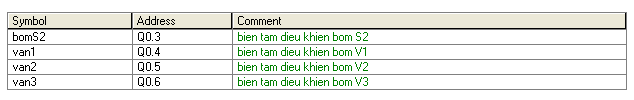 Symbol Address Comment
bomS2 Q0.3 bien tam dieu khien bom S2
van1 Q0.4 bien tam dieu khien bom V1
van2 Q0.5 bien tam dieu khien bom V2
van3 Q0.6 bien tam dieu khien bom V3